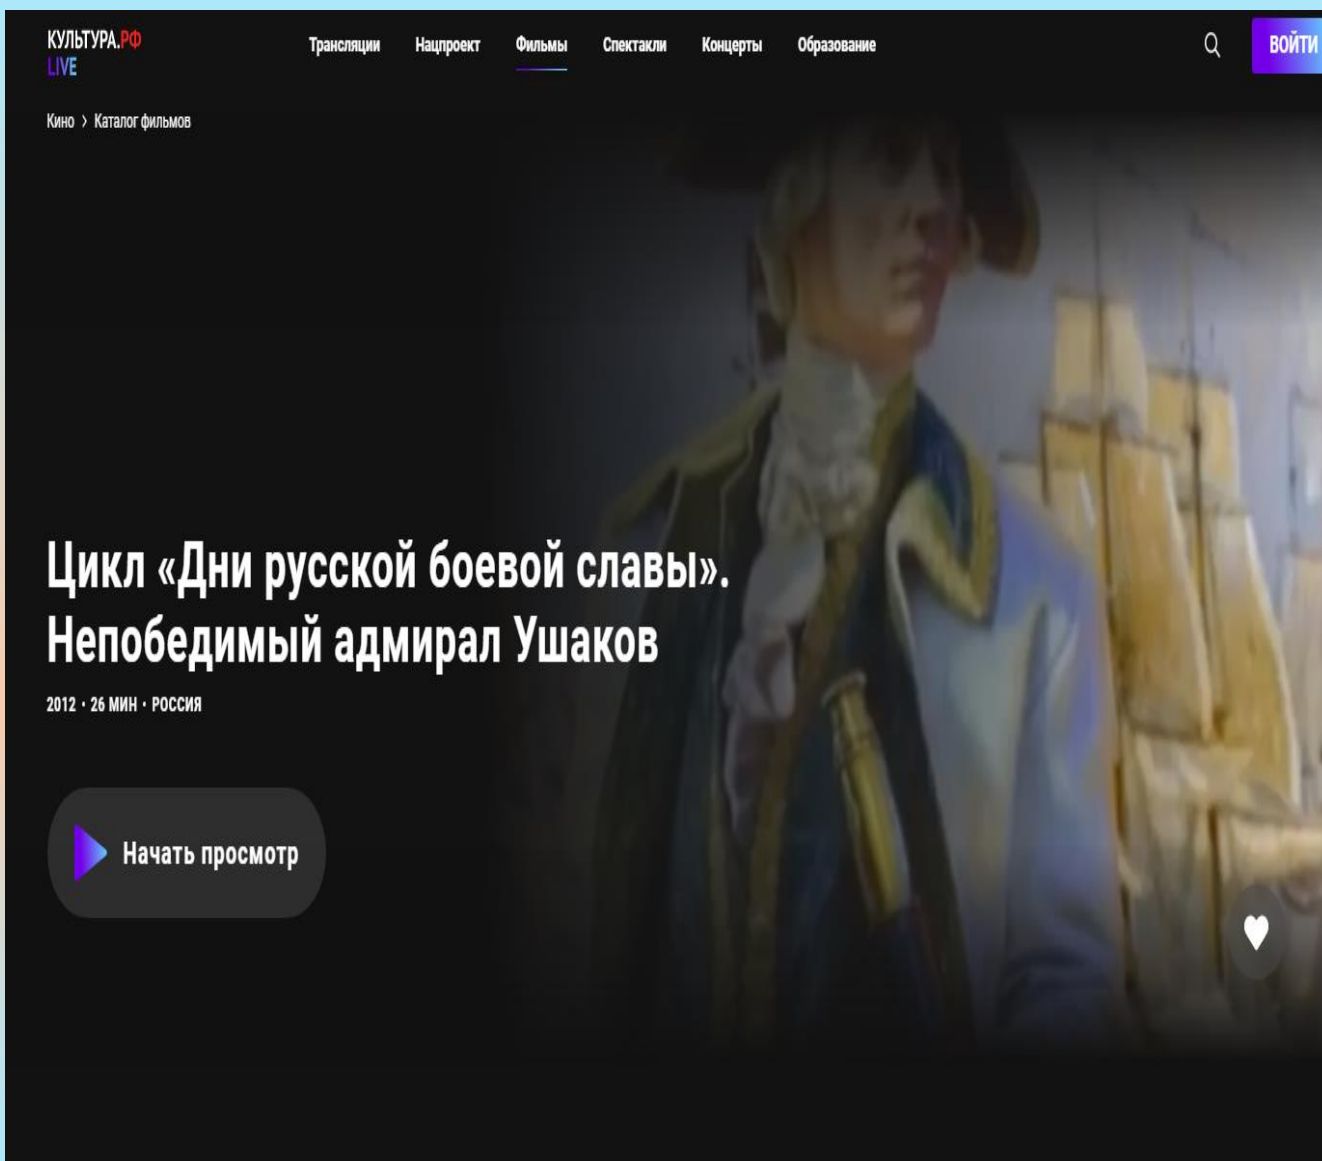 КУЛЬТУРА.РФ
LIVE
Трансляции Нацпроект Фильмы Спектакли Концерты Образование
ВОЙТИ
Кино > Каталог фильмов
Цикл «Дни русской боевой славы».
Непобедимый адмирал Ушаков
2012 · 26 МИН · РОССИЯ
Начать просмотр